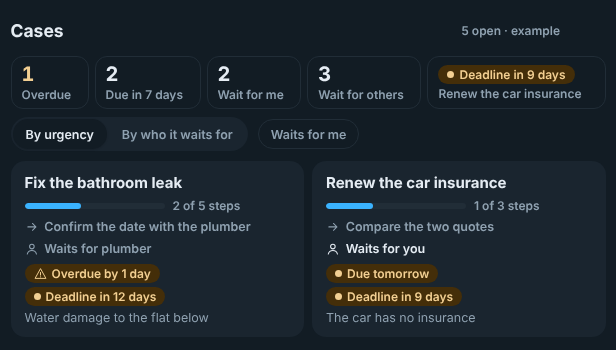 Cases
5 open · example
1
Overdue
2
Due in 7 days
2
Wait for me
3
Wait for others
Deadline in 9 days
Renew the car insurance
By urgency
By who it waits for
Waits for me
Fix the bathroom leak
2 of 5 steps
Confirm the date with the plumber
Waits for plumber
Overdue by 1 day
Deadline in 12 days
Water damage to the flat below
Renew the car insurance
1 of 3 steps
Compare the two quotes
Waits for you
Due tomorrow
Deadline in 9 days
The car has no insurance